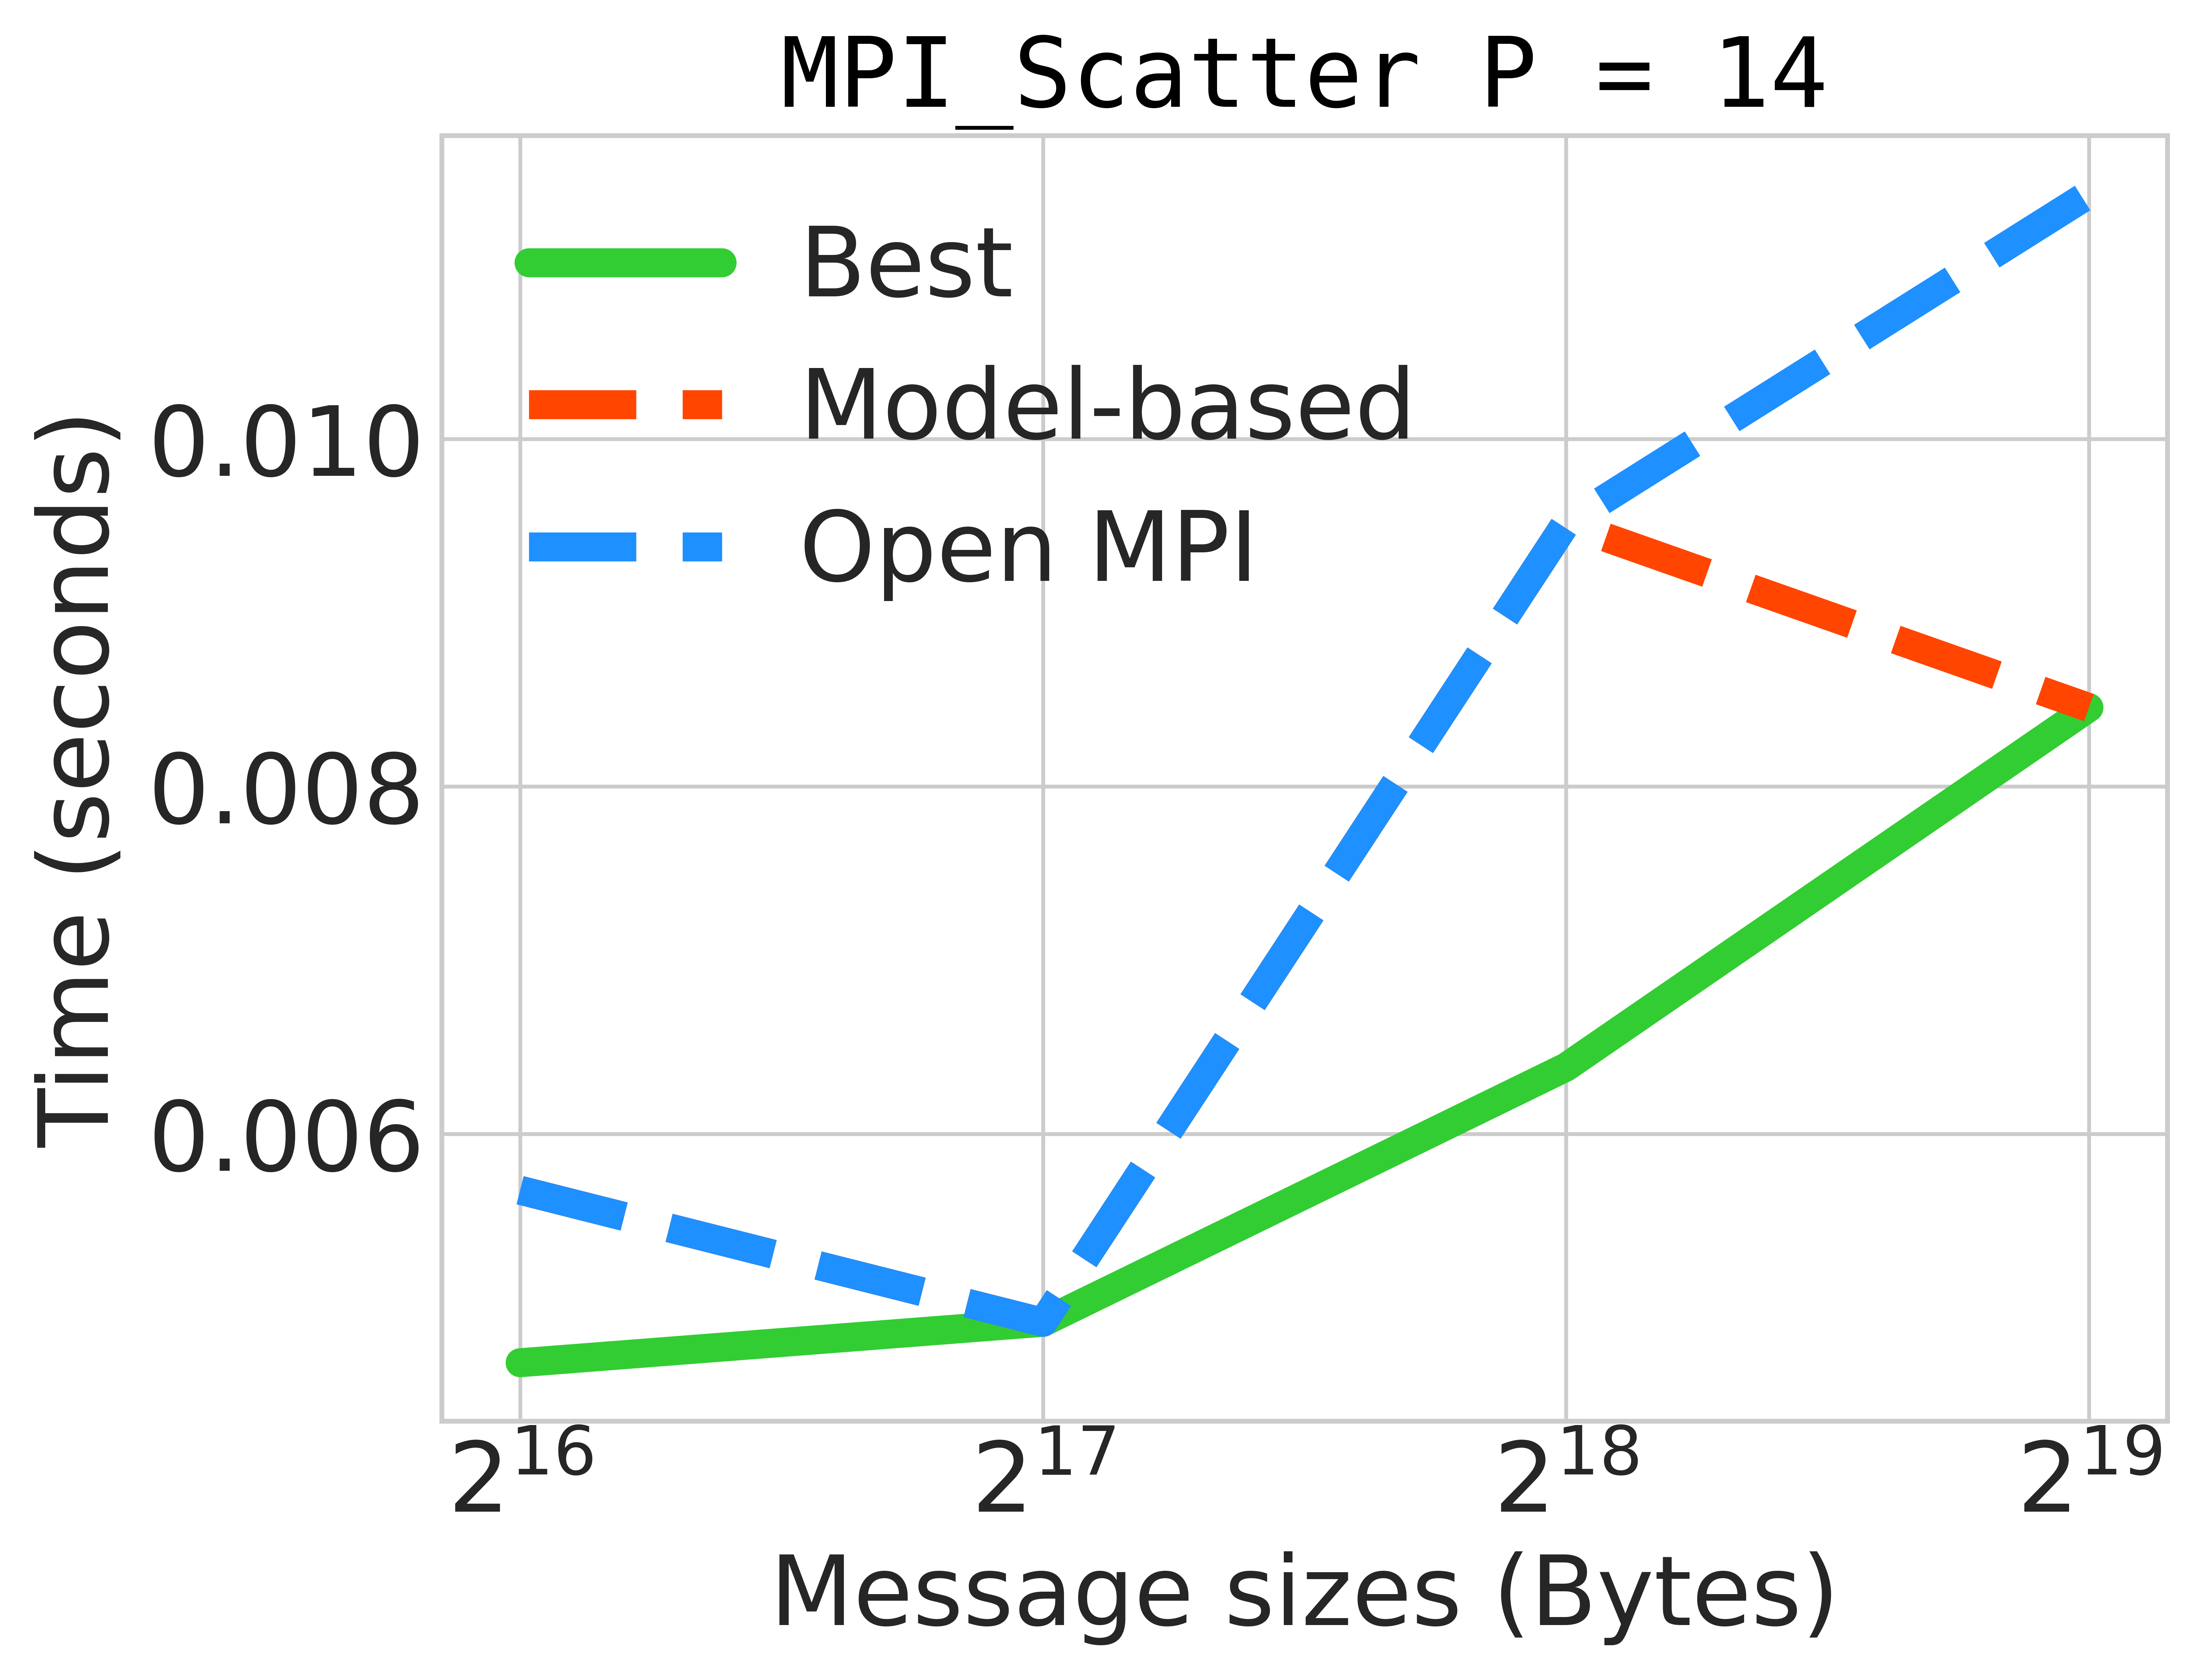 MPI_Scatter P = 14
Best
Model-based
Open MPI
Time (seconds)
0.010
0.008
0.006
2^16 2^17 2^18 2^19
Message sizes (Bytes)